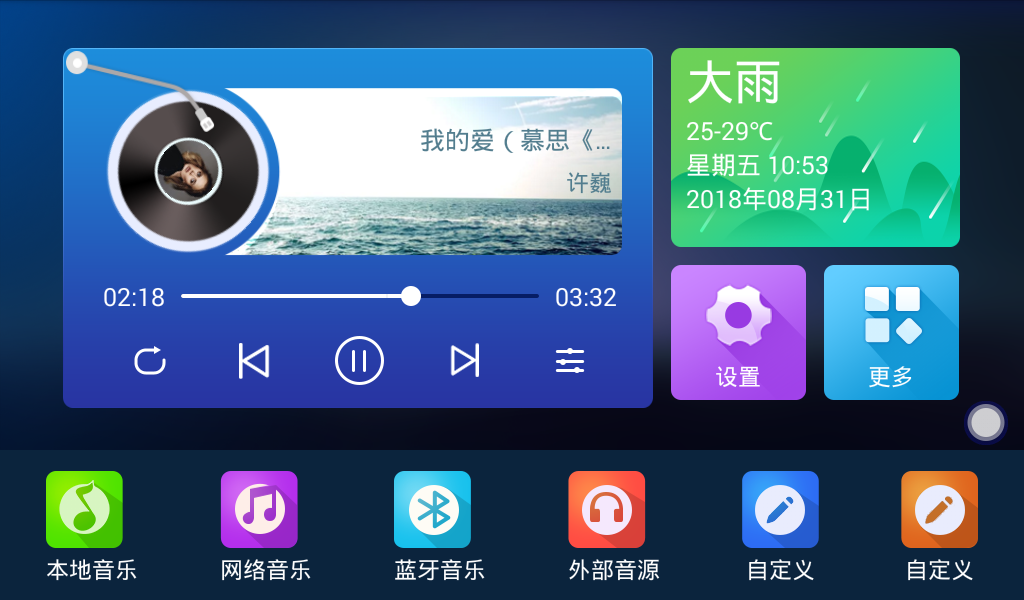 我的爱（慕思《...
许巍
02:18
03:32
大雨
25-29℃
星期五 10:53
2018年08月31日
设置
更多
本地音乐
网络音乐
蓝牙音乐
外部音源
自定义
自定义